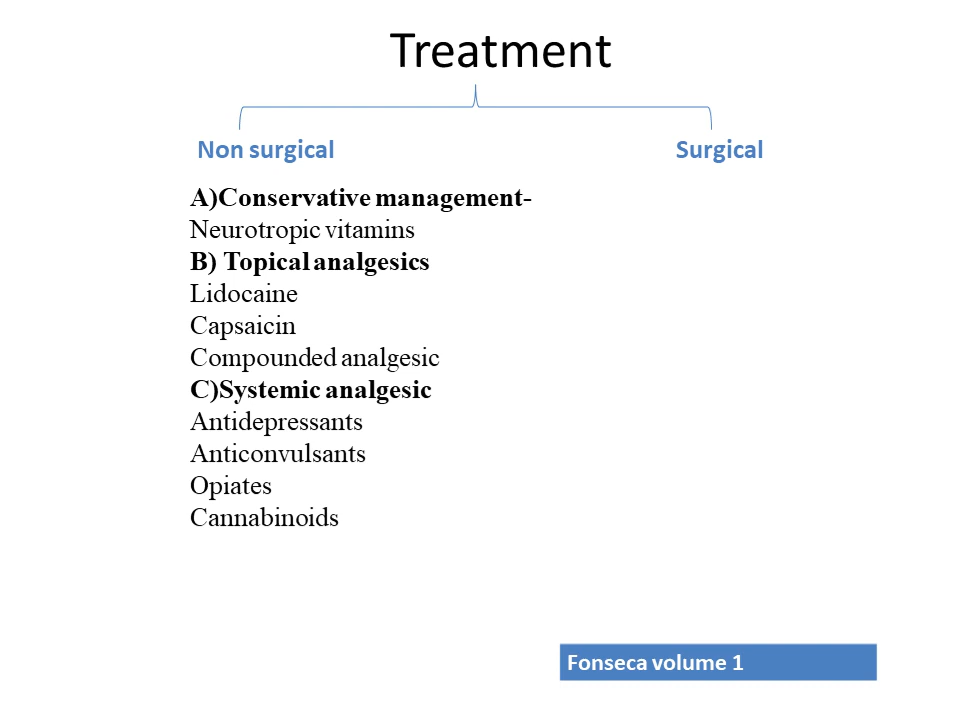 Treatment
Non surgical
Surgical
A)Conservative management-
Neurotropic vitamins
B) Topical analgesics
Lidocaine
Capsaicin
Compounded analgesic
C)Systemic analgesic
Antidepressants
Anticonvulsants
Opiates
Cannabinoids
Fonseca volume 1